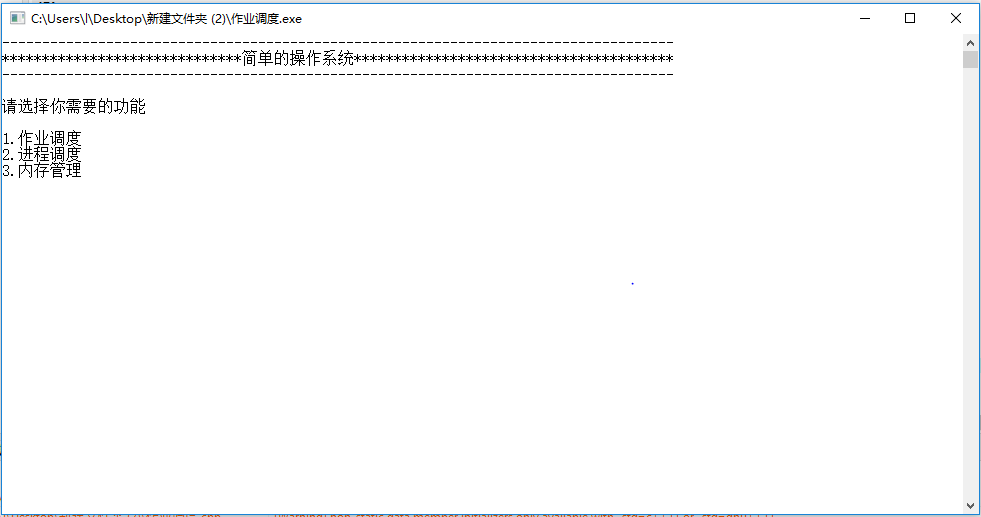 C:\Users\l\Desktop\新建文件夹 (2)\作业调度.exe
------------------------------------------------------------------------------------
******************************简单的操作系统****************************************
------------------------------------------------------------------------------------
请选择你需要的功能
1.作业调度
2.进程调度
3.内存管理